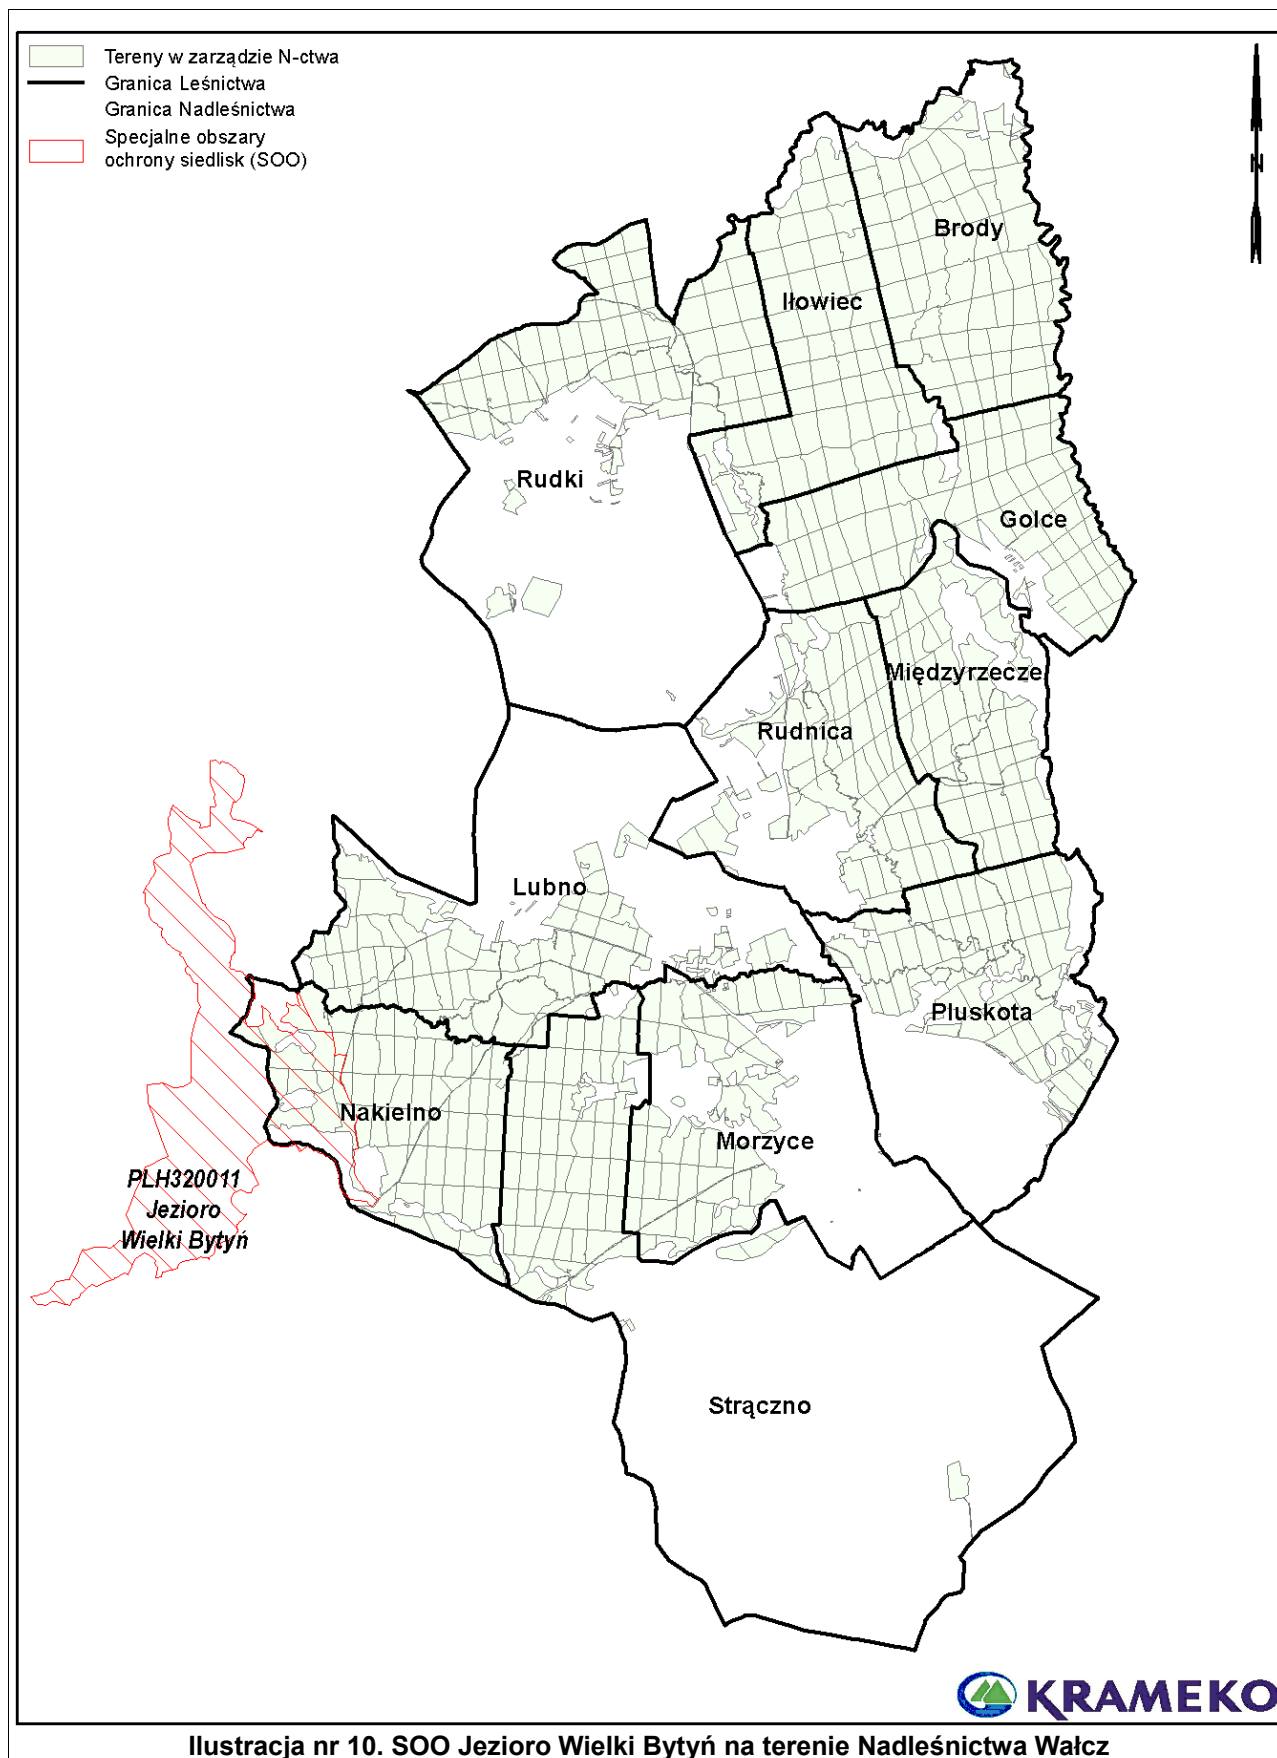 Tereny w zarządzie N-ctwa
Granica Leśnictwa
Granica Nadleśnictwa
Specjalne obszary
ochrony siedlisk (SOO)
N
Brody
Iłowiec
Rudki
Golce
Międzyrzecze
Rudnica
Lubno
Pluskota
Nakielno
Morzyce
PLH320011
Jezioro
Wielki Bytyń
Strączno
KRAMEKO
Ilustracja nr 10. SOO Jezioro Wielki Bytyń na terenie Nadleśnictwa Wałcz